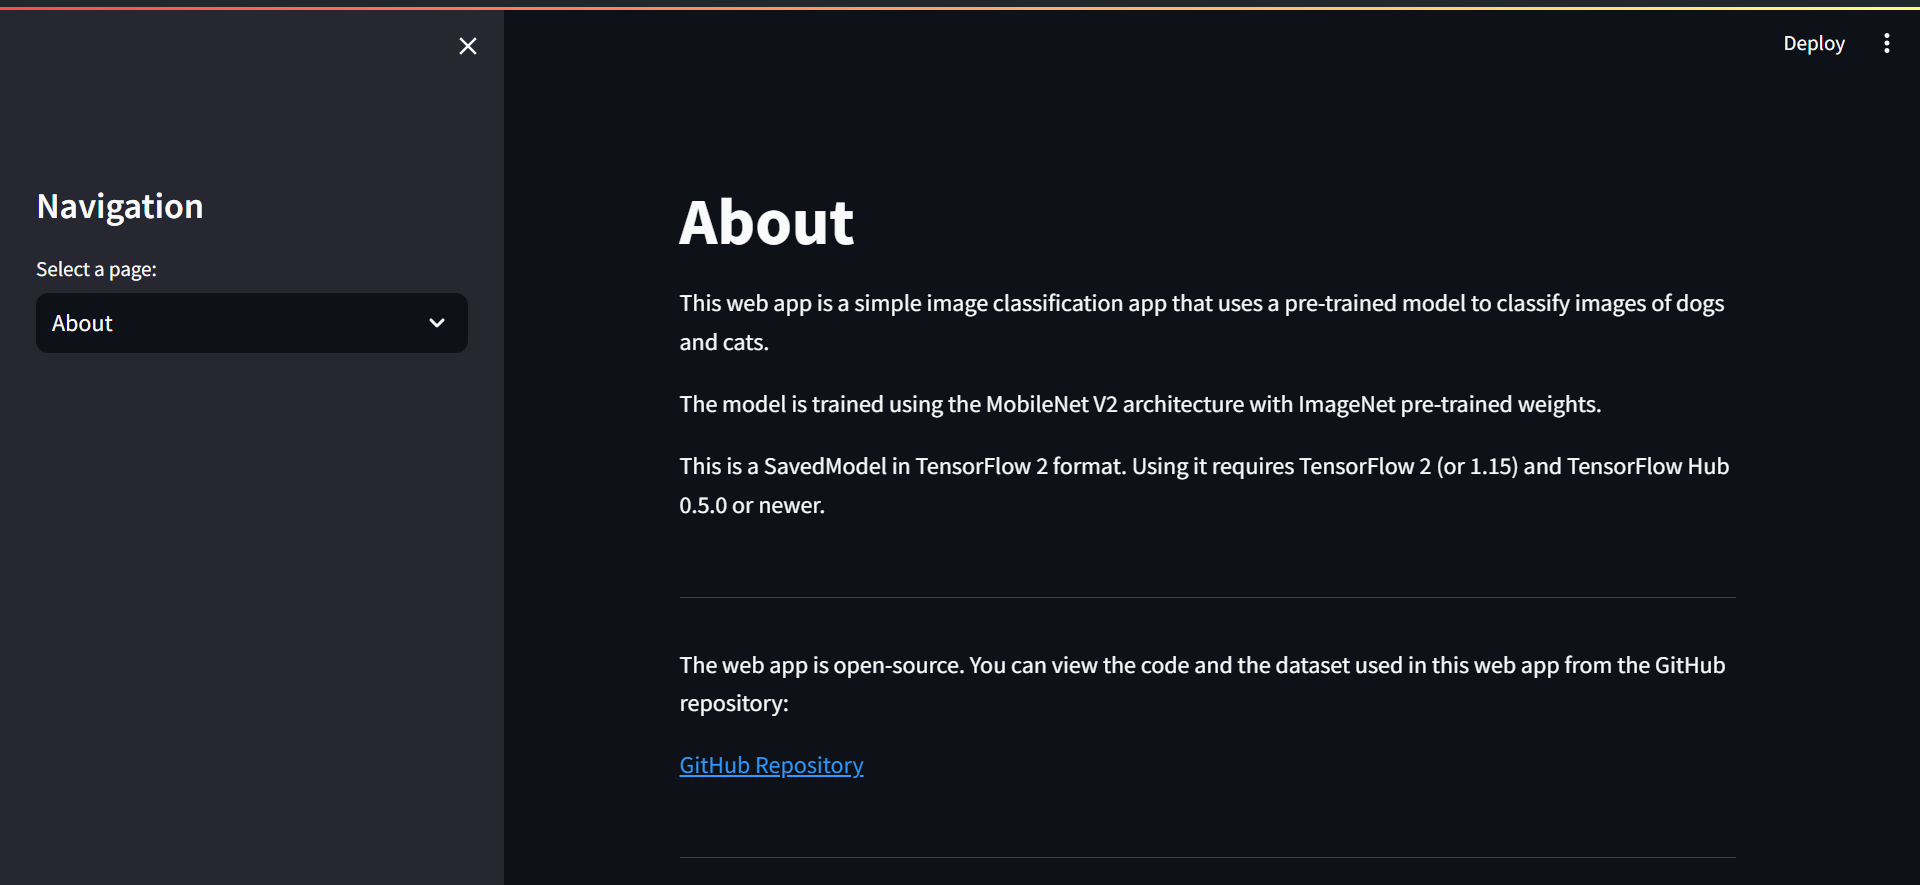 Deploy
Navigation
Select a page:
About
About
This web app is a simple image classification app that uses a pre-trained model to classify images of dogs
and cats.
The model is trained using the MobileNet V2 architecture with ImageNet pre-trained weights.
This is a SavedModel in TensorFlow 2 format. Using it requires TensorFlow 2 (or 1.15) and TensorFlow Hub
0.5.0 or newer.
The web app is open-source. You can view the code and the dataset used in this web app from the GitHub
repository:
GitHub Repository